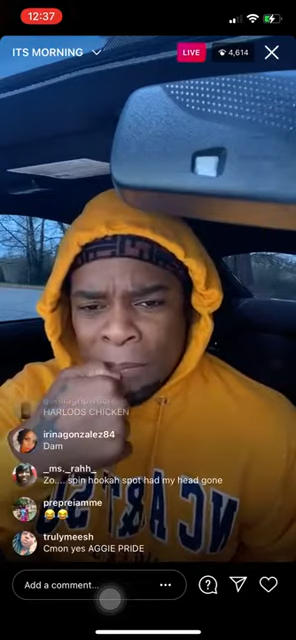 12:37
ITS MORNING
LIVE
4,614
HARLODS CHICKEN
irinagonzalez84
Dam
_ms._rahh_
Zo.... spin hookah spot had my head gone
prepreiamme
😂😂
trulymeesh
Cmon yes AGGIE PRIDE
NC A&T
Add a comment...